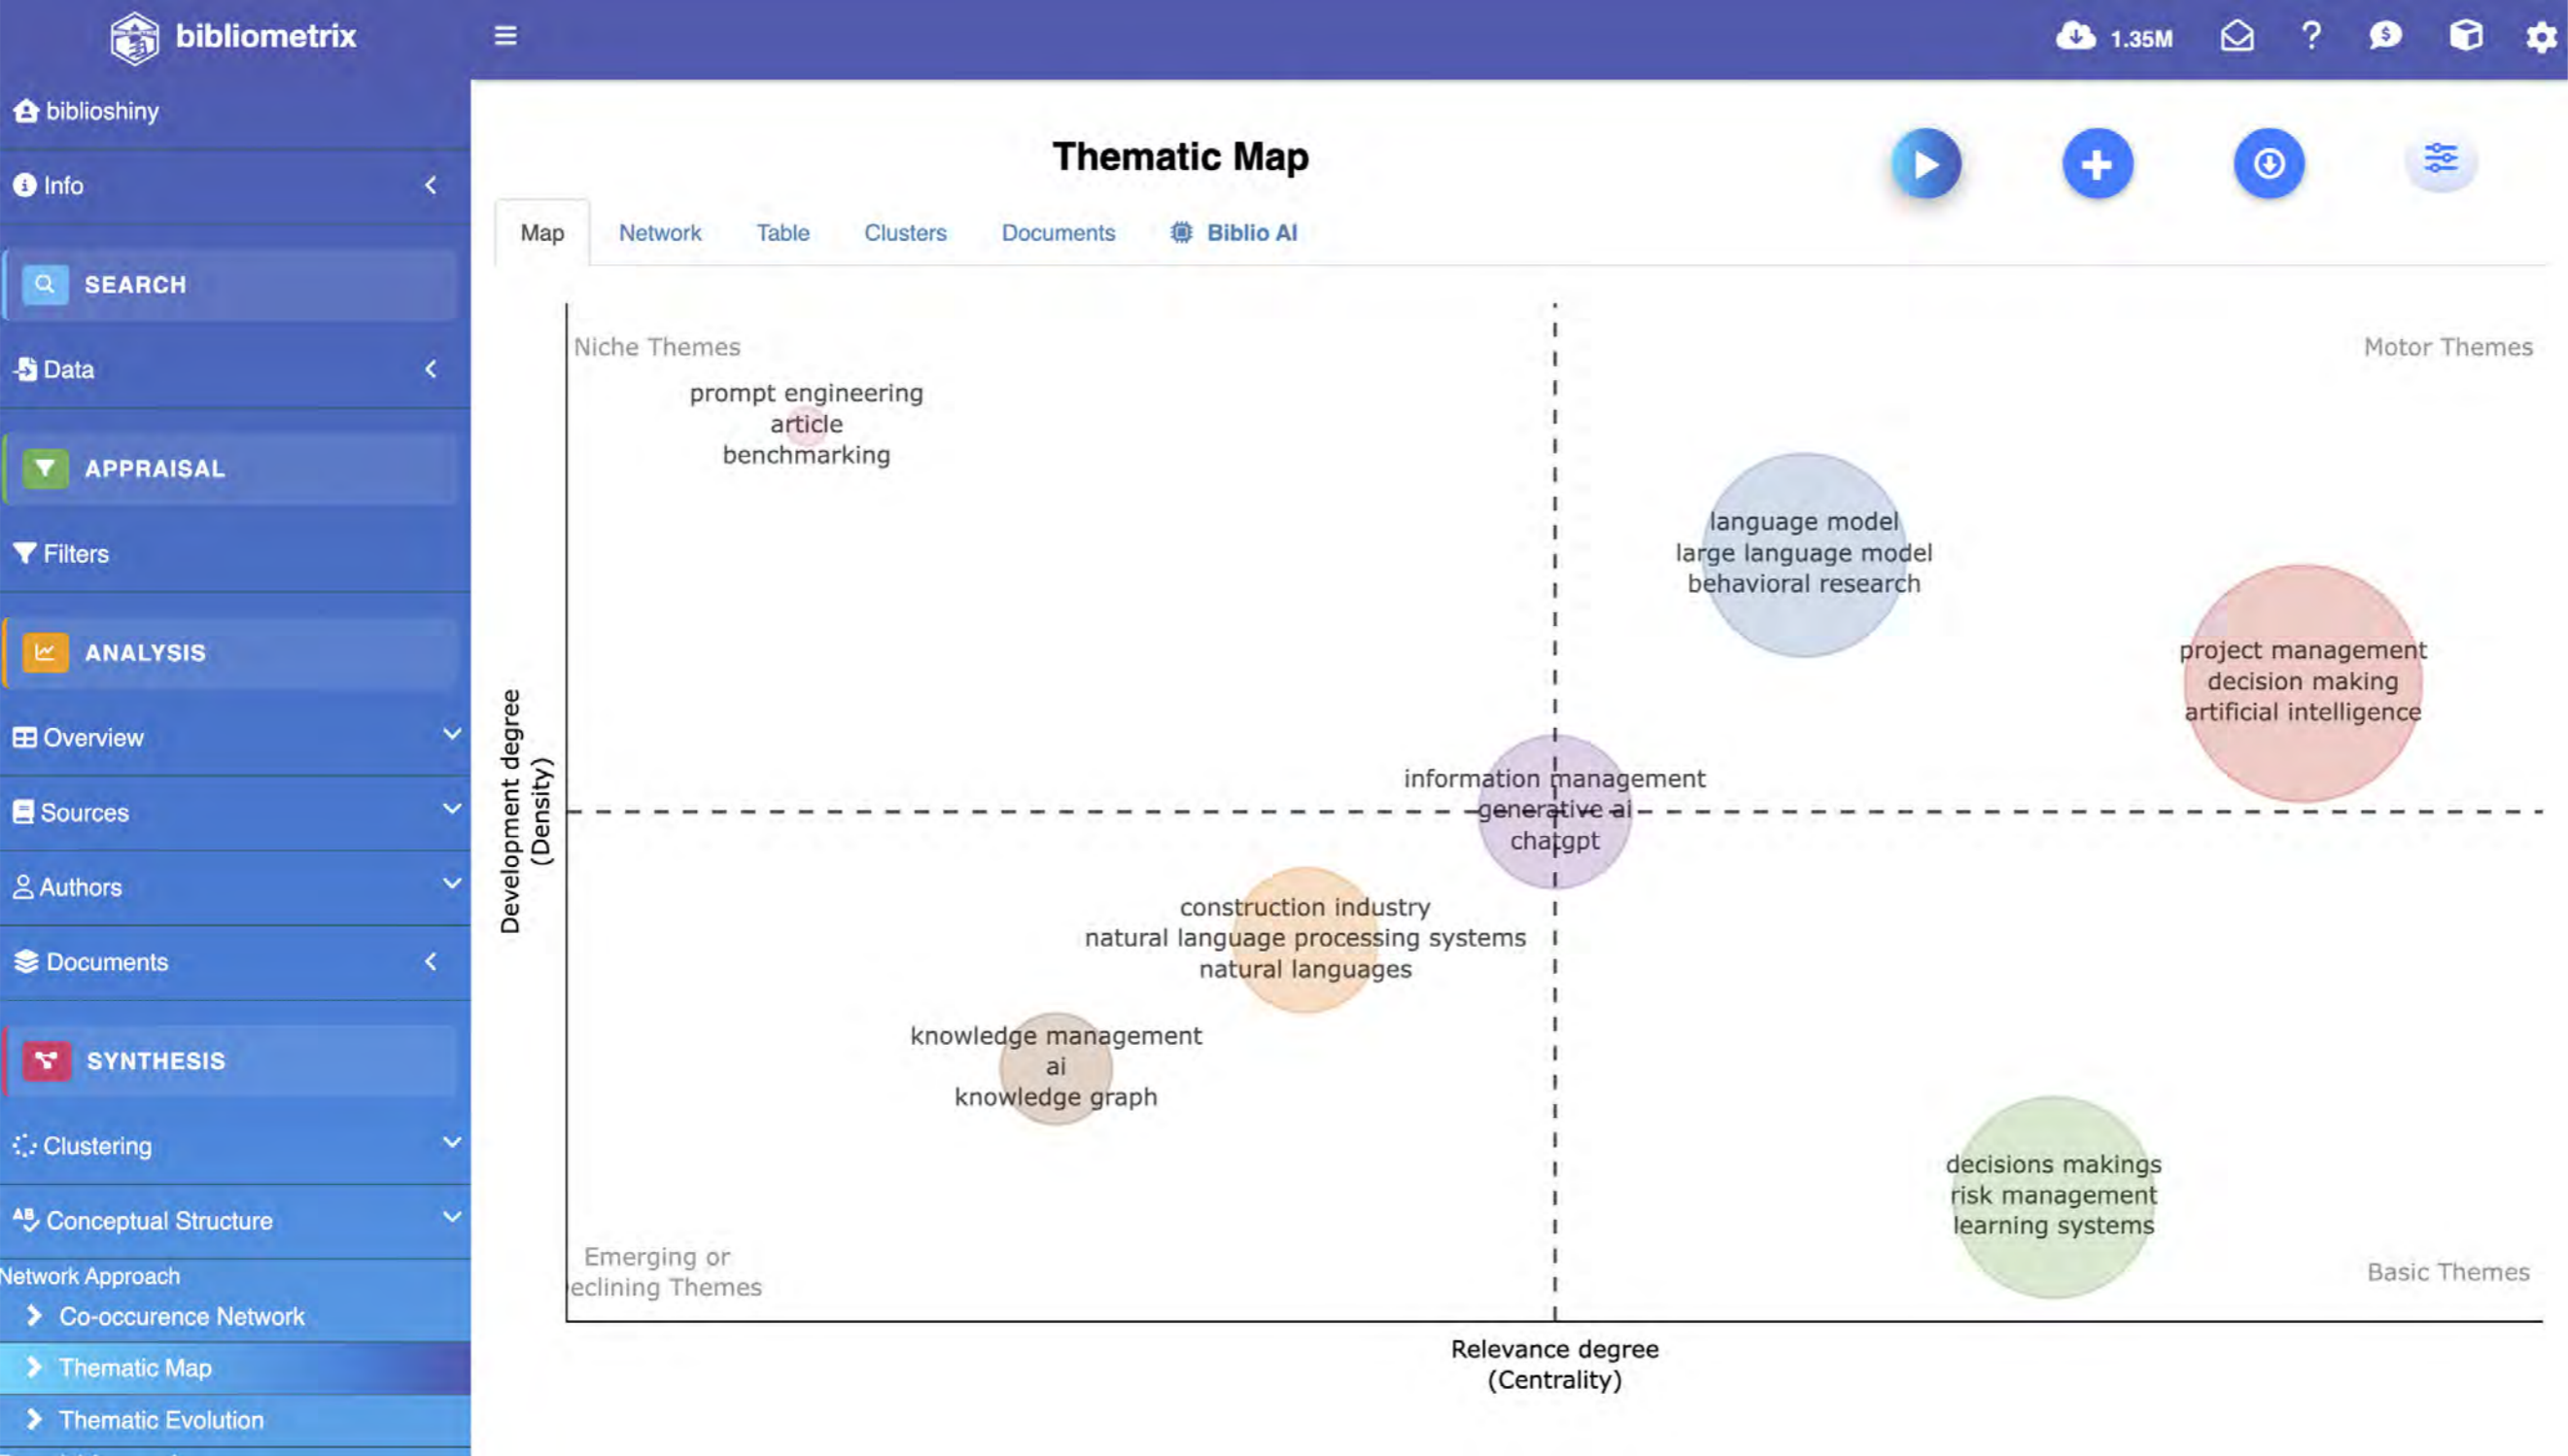 bibliometrix
1.35M
biblioshiny
Info
SEARCH
Data
APPRAISAL
Filters
ANALYSIS
Overview
Sources
Authors
Documents
SYNTHESIS
Clustering
Conceptual Structure
Network Approach
Co-occurence Network
Thematic Map
Thematic Evolution
Thematic Map
Map
Network
Table
Clusters
Documents
Biblio AI
Niche Themes
Motor Themes
prompt engineering
article
benchmarking
language model
large language model
behavioral research
project management
decision making
artificial intelligence
information management
generative ai
chatgpt
construction industry
natural language processing systems
natural languages
knowledge management
ai
knowledge graph
decisions makings
risk management
learning systems
Emerging or
eclining Themes
Basic Themes
Development degree
(Density)
Relevance degree
(Centrality)